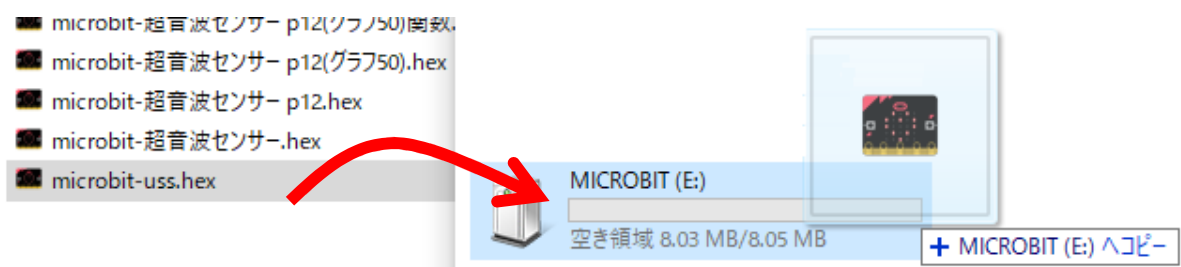 microbit-超音波センサー p12(グラフ50)関数.
microbit-超音波センサー p12(グラフ50).hex
microbit-超音波センサー p12.hex
microbit-超音波センサー.hex
microbit-uss.hex
MICROBIT (E:)
空き領域 8.03 MB/8.05 MB
+ MICROBIT (E:) へコピー